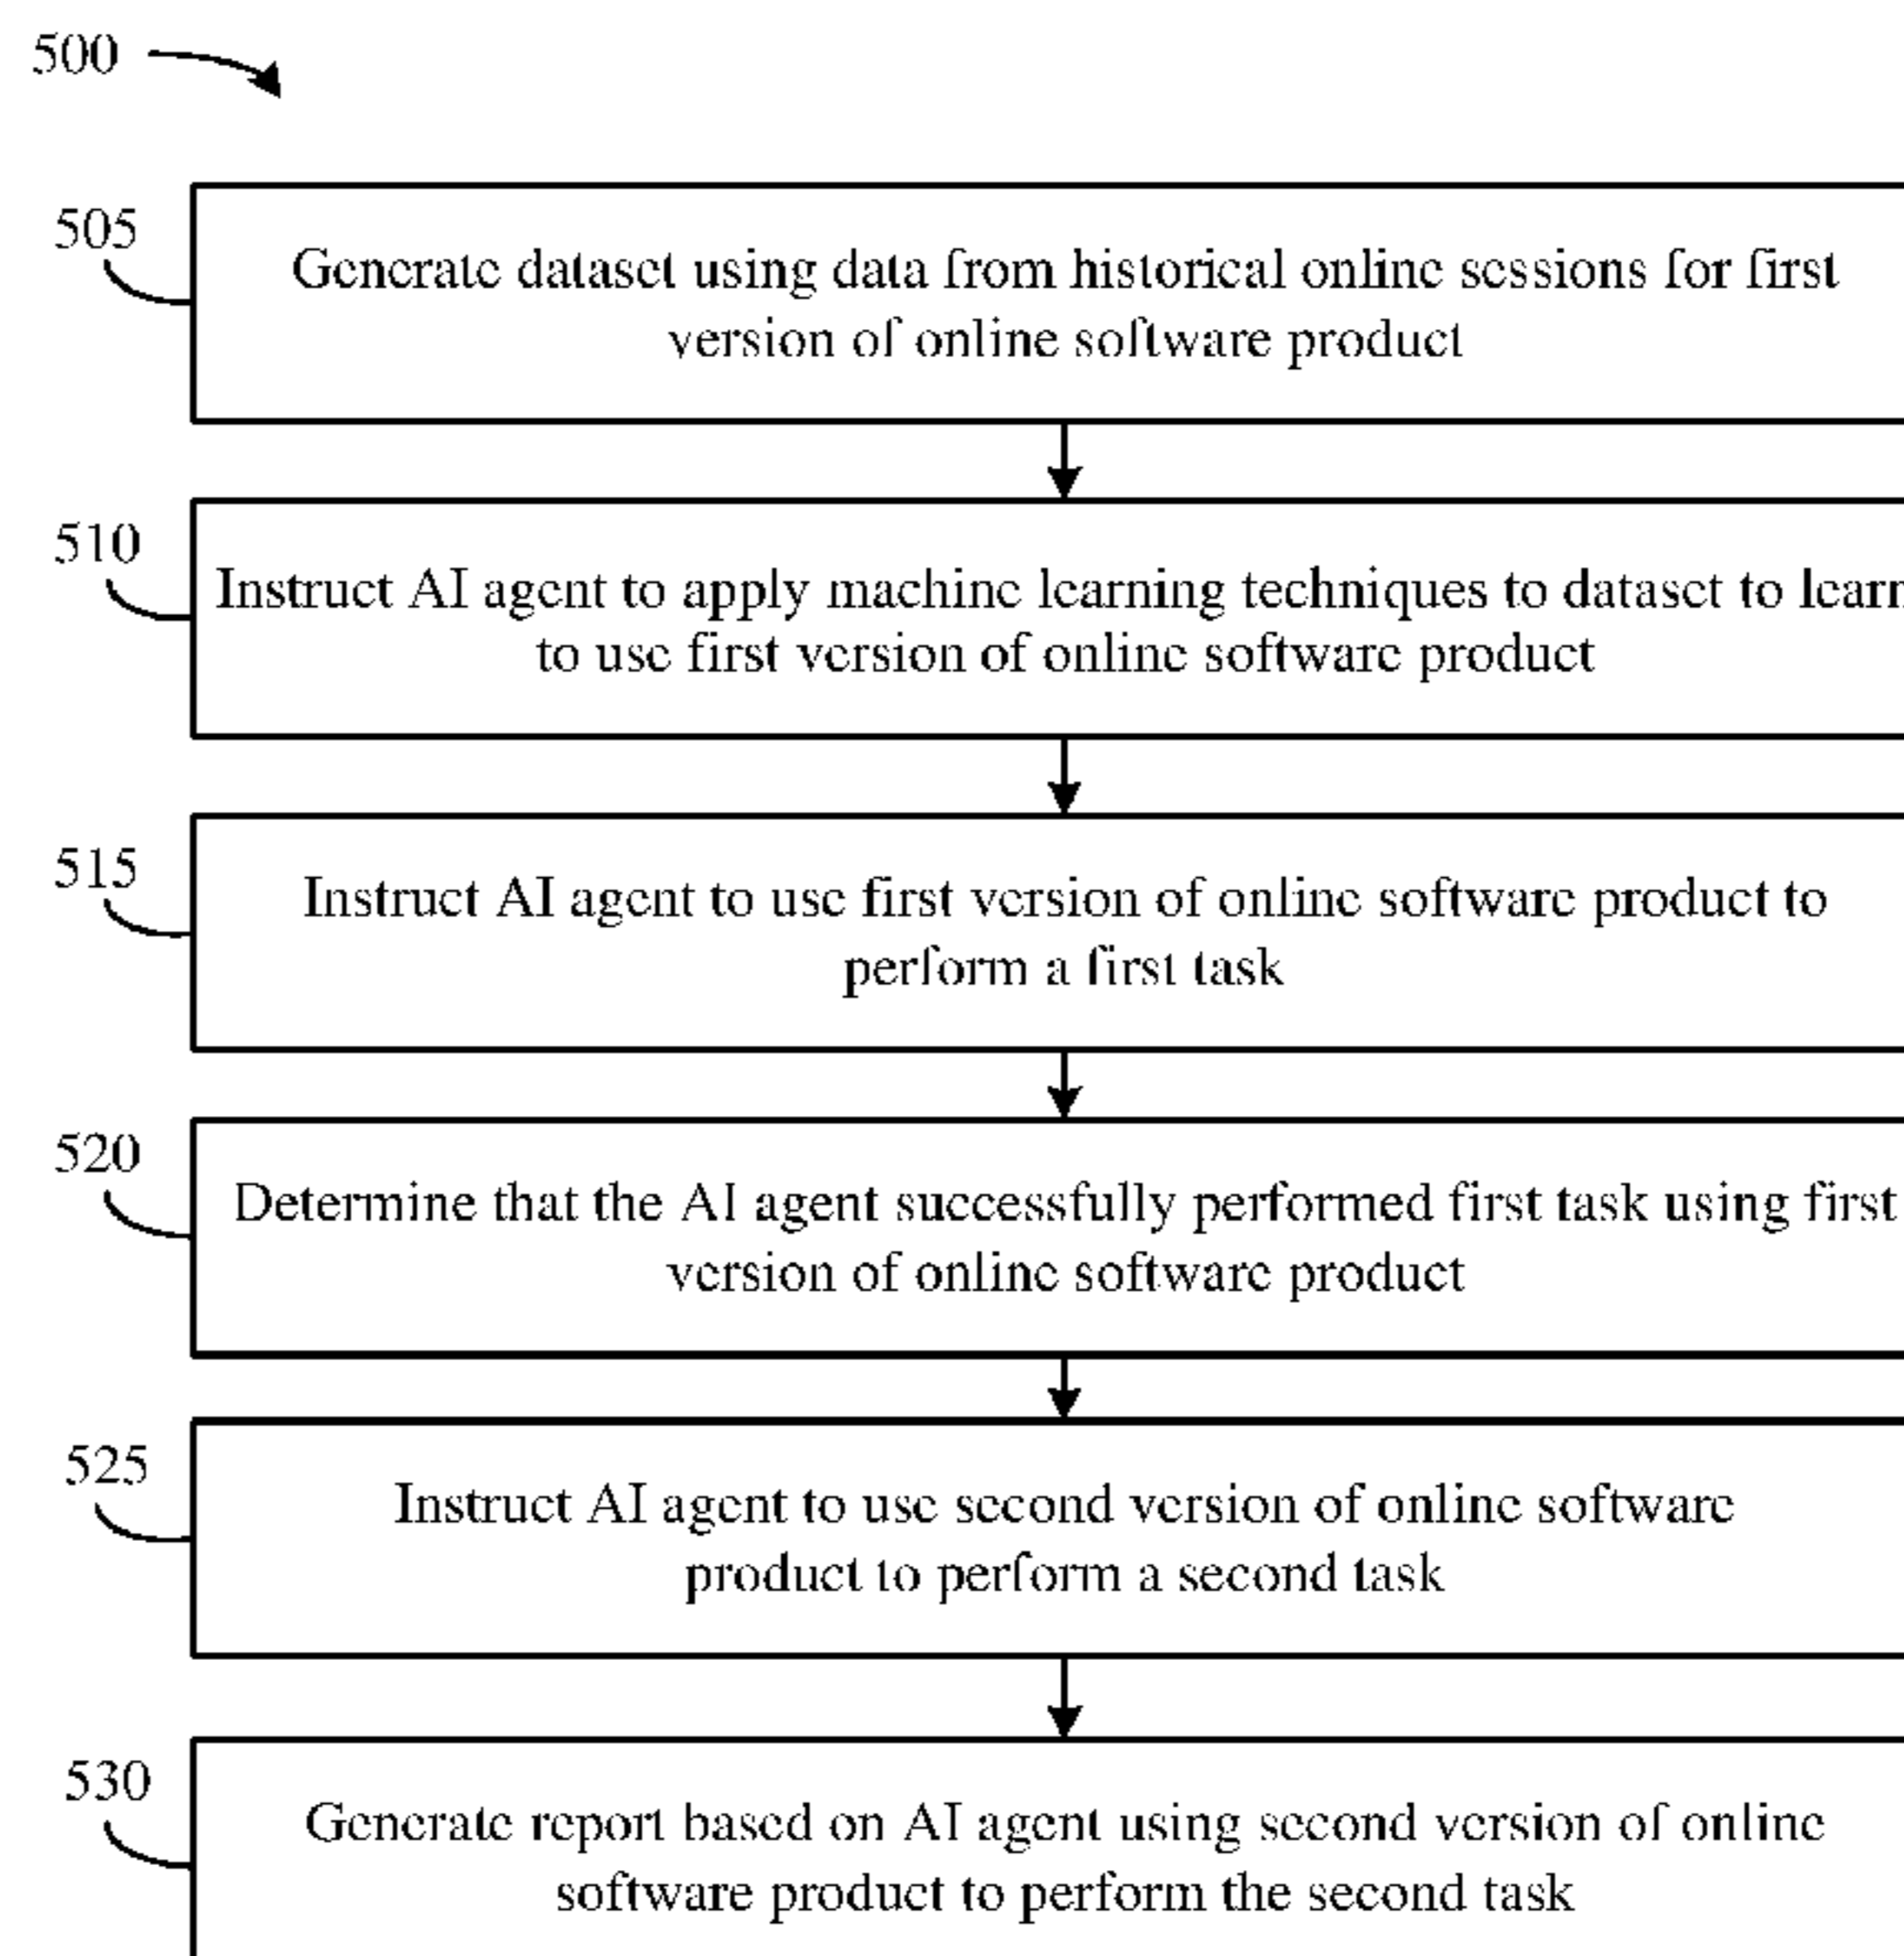 500
505
Generate dataset using data from historical online sessions for first
version of online software product
510
Instruct AI agent to apply machine learning techniques to dataset to learn
to use first version of online software product
515
Instruct AI agent to use first version of online software product to
perform a first task
520
Determine that the AI agent successfully performed first task using first
version of online software product
525
Instruct AI agent to use second version of online software
product to perform a second task
530
Generate report based on AI agent using second version of online
software product to perform the second task